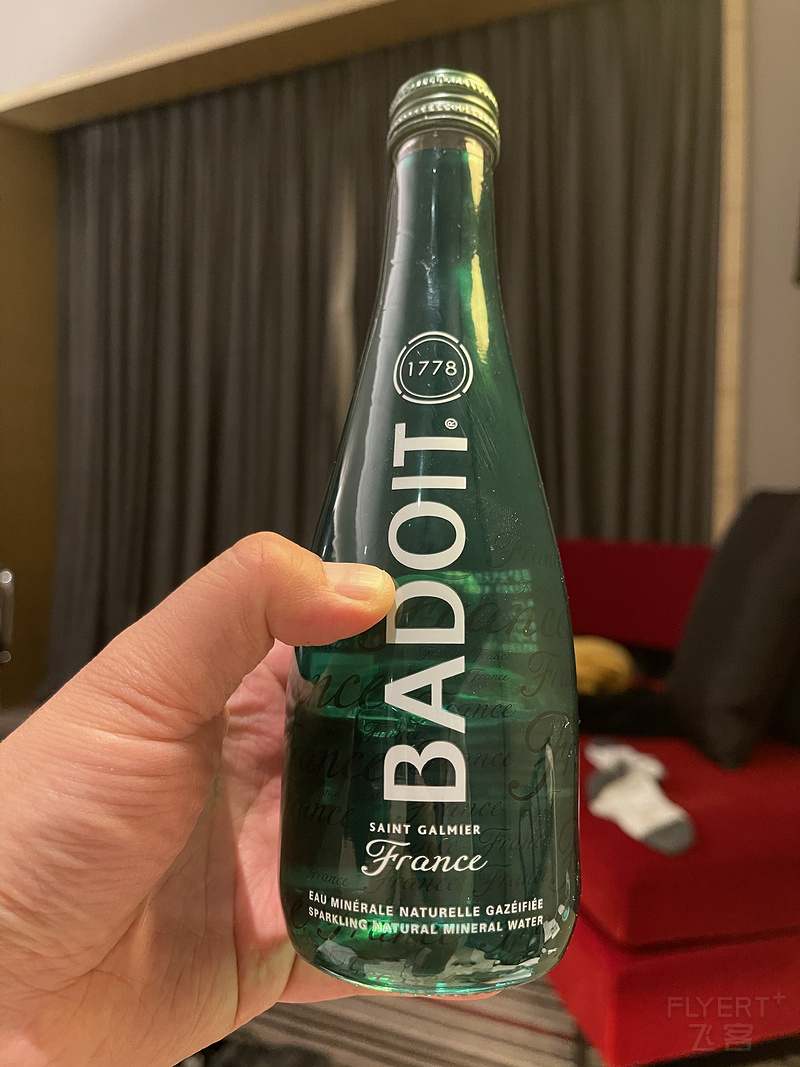 1778
BADOIT®
SAINT GALMIER
France
EAU MINÉRALE NATURELLE GAZÉIFIÉE
SPARKLING NATURAL MINERAL WATER
FLYERT+
飞客